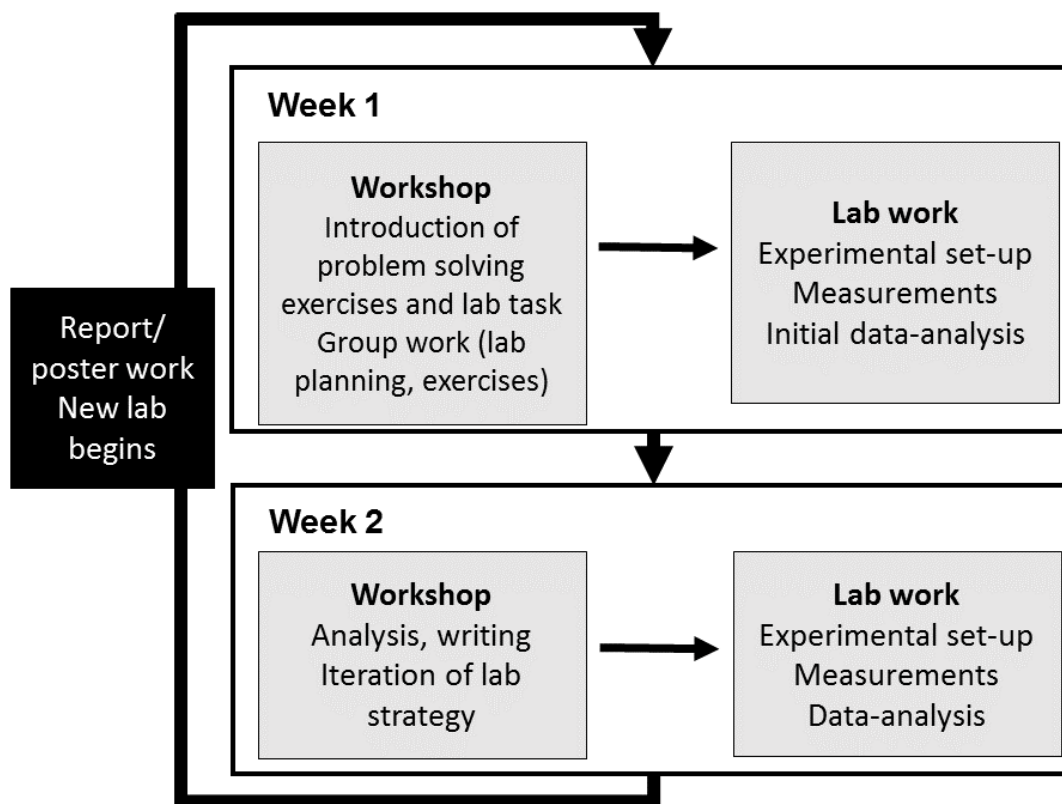 Week 1
Workshop
Introduction of
problem solving
exercises and lab task
Group work (lab
planning, exercises)
Lab work
Experimental set-up
Measurements
Initial data-analysis
Report/
poster work
New lab
begins
Week 2
Workshop
Analysis, writing
Iteration of lab
strategy
Lab work
Experimental set-up
Measurements
Data-analysis